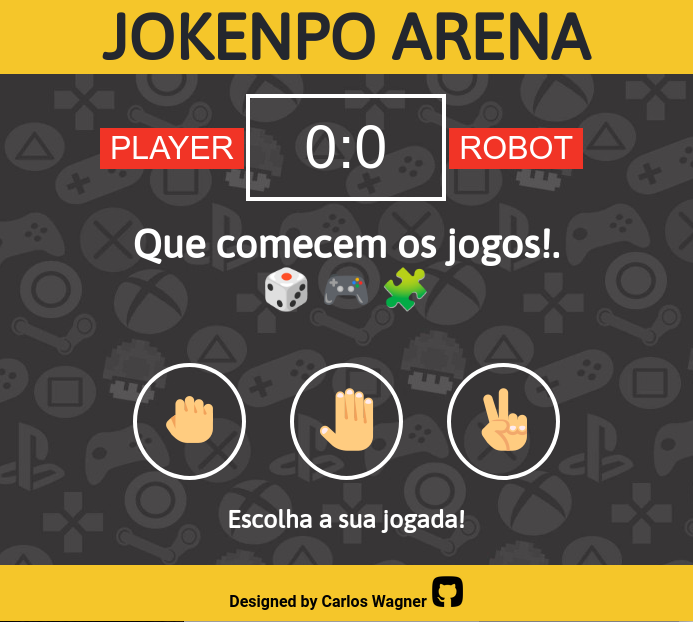 JOKENPO ARENA
PLAYER 0:0 ROBOT
Que comecem os jogos!.
Escolha a sua jogada!
Designed by Carlos Wagner